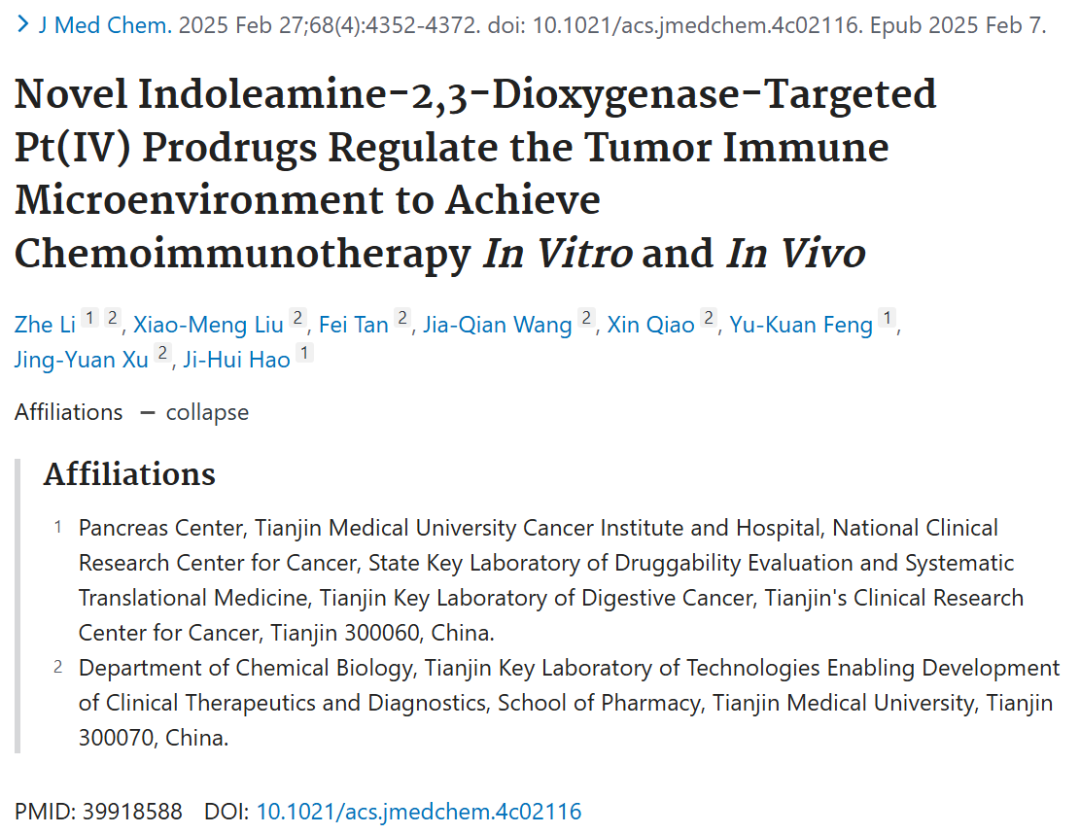 > J Med Chem. 2025 Feb 27;68(4):4352-4372. doi: 10.1021/acs.jmedchem.4c02116. Epub 2025 Feb 7.
Novel Indoleamine-2,3-Dioxygenase-Targeted
Pt(IV) Prodrugs Regulate the Tumor Immune
Microenvironment to Achieve
Chemoimmunotherapy In Vitro and In Vivo
Zhe Li 1 2, Xiao-Meng Liu 2, Fei Tan 2, Jia-Qian Wang 2, Xin Qiao 2, Yu-Kuan Feng 1,
Jing-Yuan Xu 2, Ji-Hui Hao 1
Affiliations — collapse
Affiliations
1 Pancreas Center, Tianjin Medical University Cancer Institute and Hospital, National Clinical
Research Center for Cancer, State Key Laboratory of Druggability Evaluation and Systematic
Translational Medicine, Tianjin Key Laboratory of Digestive Cancer, Tianjin's Clinical Research
Center for Cancer, Tianjin 300060, China.
2 Department of Chemical Biology, Tianjin Key Laboratory of Technologies Enabling Development
of Clinical Therapeutics and Diagnostics, School of Pharmacy, Tianjin Medical University, Tianjin
300070, China.
PMID: 39918588 DOI: 10.1021/acs.jmedchem.4c02116